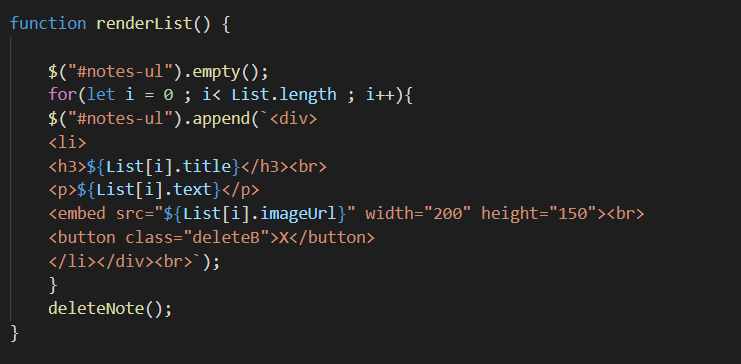 function renderList() {
$("#notes-ul").empty();
for(let i = 0 ; i< List.length ; i++){
$("#notes-ul").append(`<div>
<li>
<h3>${List[i].title}</h3><br>
<p>${List[i].text}</p>
<embed src="${List[i].imageUrl}" width="200" height="150"><br>
<button class="deleteB">X</button>
</li></div><br>`);
}
deleteNote();
}